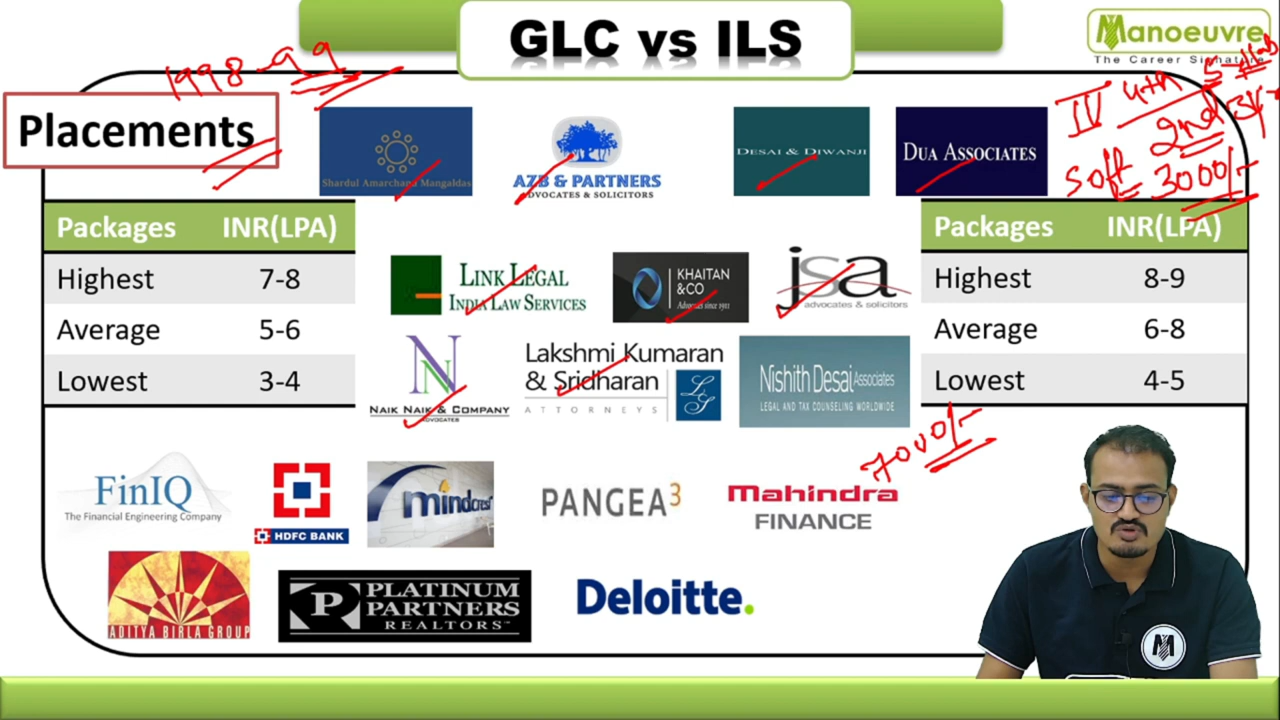 GLC vs ILS
Manoeuvre
The Career Signature
1998-99
Placements
Shardul Amarchand Mangaldas
AZB & PARTNERS
ADVOCATES & SOLICITORS
DESAI & DIWANJI
DUA ASSOCIATES
IV 4th
2nd
Soft 3000/-
Packages INR(LPA)
Highest 7-8
Average 5-6
Lowest 3-4
LINK LEGAL
INDIA LAW SERVICES
KHAITAN
&CO
Advocates since 1911
jsa
advocates & solicitors
Packages INR(LPA)
Highest 8-9
Average 6-8
Lowest 4-5
NAIK NAIK & COMPANY
ADVOCATES
Lakshmi Kumaran
& Sridharan
ATTORNEYS
Nishith Desai Associates
LEGAL AND TAX COUNSELING WORLDWIDE
7000/-
FinIQ
The Financial Engineering Company
HDFC BANK
mindcrest
PANGEA3
Mahindra
FINANCE
ADITYA BIRLA GROUP
PLATINUM
PARTNERS
REALTORS™
Deloitte.
M